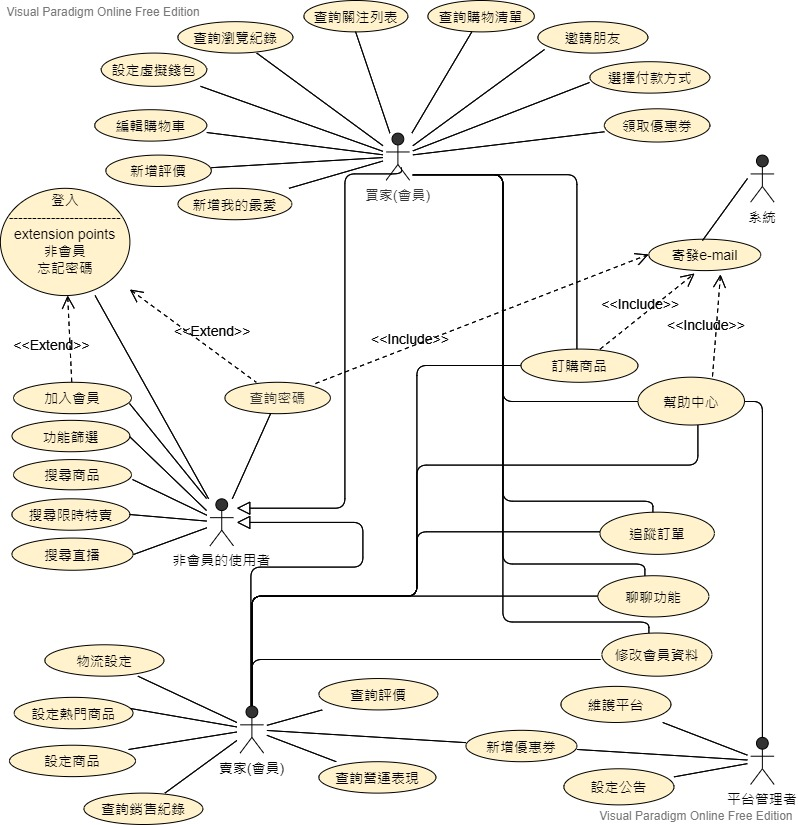 Visual Paradigm Online Free Edition
查詢關注列表
查詢購物清單
查詢瀏覽紀錄
邀請朋友
設定虛擬錢包
選擇付款方式
編輯購物車
領取優惠券
新增評價
新增我的最愛
買家(會員)
系統
登入
extension points
非會員
忘記密碼
寄發e-mail
<<Extend>>
<<Extend>>
<<Include>>
<<Include>>
<<Include>>
訂購商品
加入會員
查詢密碼
幫助中心
功能篩選
搜尋商品
搜尋限時特賣
搜尋直播
非會員的使用者
追蹤訂單
聊聊功能
修改會員資料
物流設定
查詢評價
維護平台
設定熱門商品
新增優惠券
設定商品
賣家(會員)
查詢營運表現
設定公告
平台管理者
查詢銷售紀錄
Visual Paradigm Online Free Edition